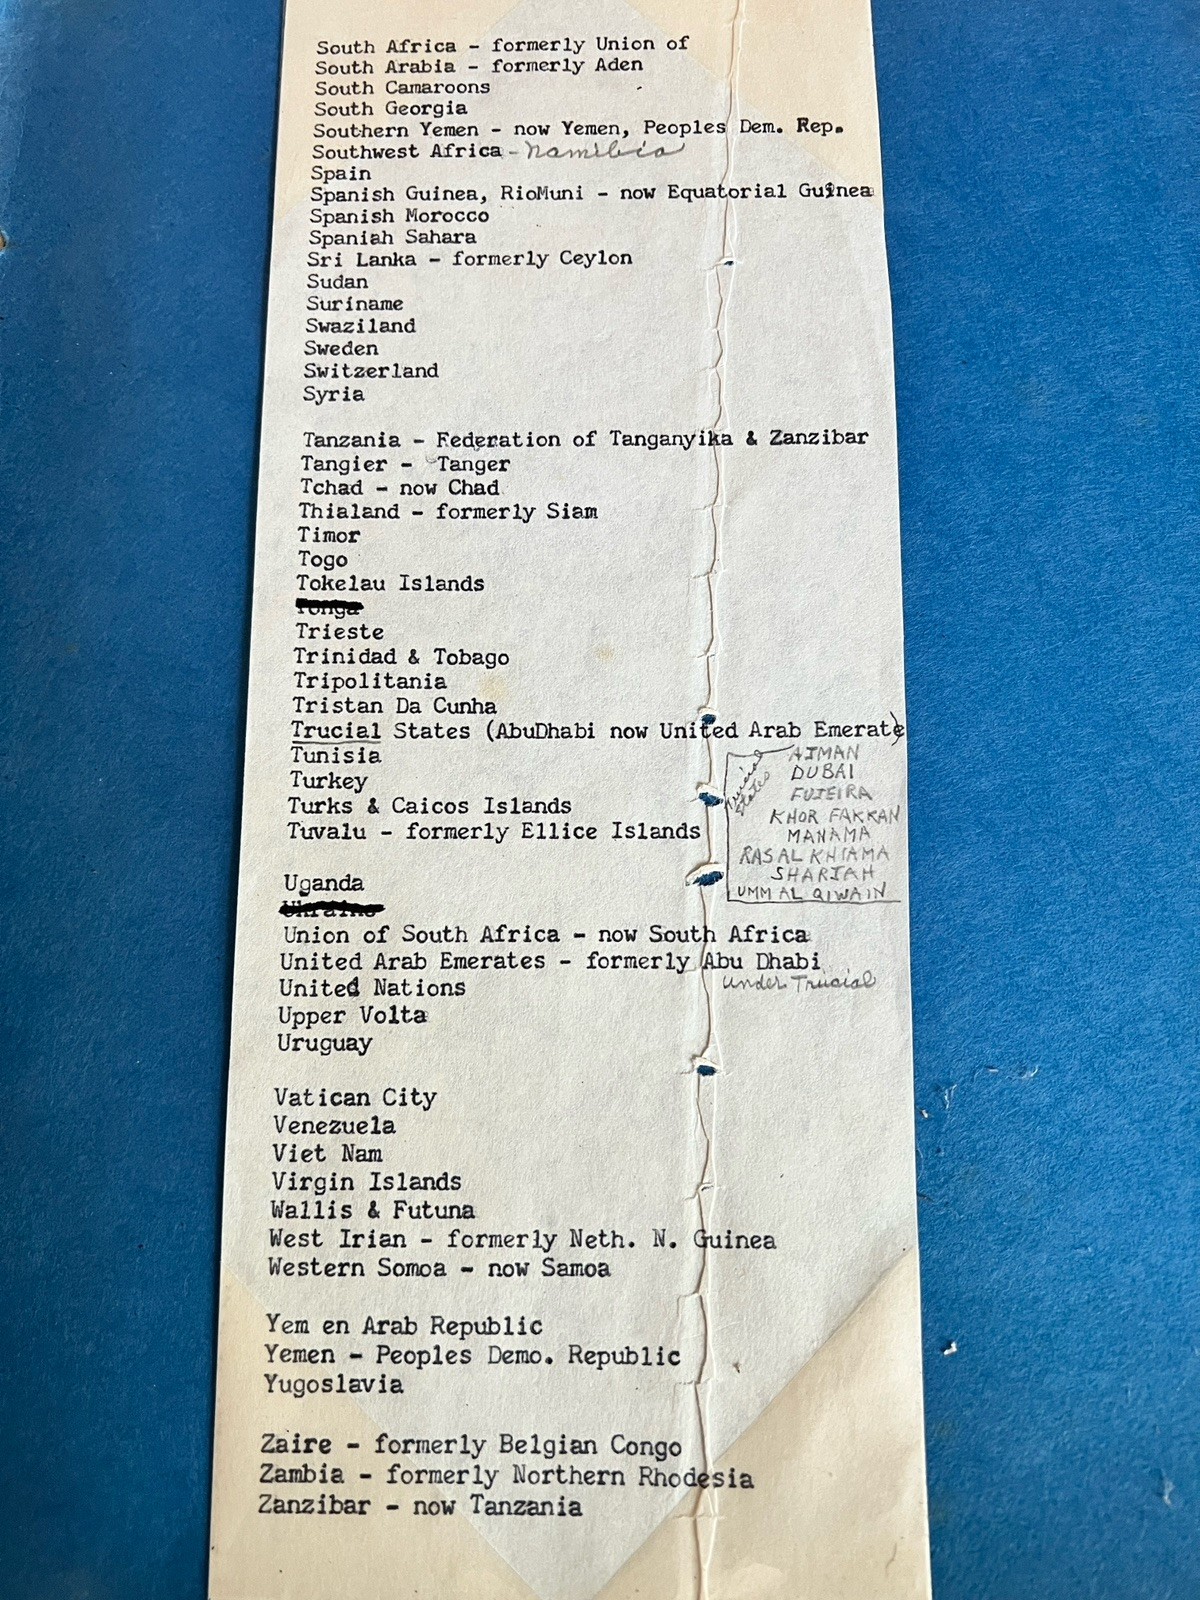 South Africa - formerly Union of
South Arabia - formerly Aden
South Camaroons
South Georgia
Southern Yemen - now Yemen, Peoples Dem. Rep.
Southwest Africa - Namibia
Spain
Spanish Guinea, RioMuni - now Equatorial Guinea
Spanish Morocco
Spaniah Sahara
Sri Lanka - formerly Ceylon
Sudan
Suriname
Swaziland
Sweden
Switzerland
Syria
Tanzania - Federation of Tanganyika & Zanzibar
Tangier - Tanger
Tchad - now Chad
Thialand - formerly Siam
Timor
Togo
Tokelau Islands
Tonga
Trieste
Trinidad & Tobago
Tripolitania
Tristan Da Cunha
Trucial States (AbuDhabi now United Arab Emerate)
Tunisia
Turkey
Turks & Caicos Islands
Tuvalu - formerly Ellice Islands
Trucial States
AJMAN
DUBAI
FUJEIRA
KHOR FAKKAN
MANAMA
RAS AL KHIAMA
SHARJAH
UMM AL QIWAIN
Uganda
Ukraine
Union of South Africa - now South Africa
United Arab Emerates - formerly Abu Dhabi
under Trucial
United Nations
Upper Volta
Uruguay
Vatican City
Venezuela
Viet Nam
Virgin Islands
Wallis & Futuna
West Irian - formerly Neth. N. Guinea
Western Somoa - now Samoa
Yem en Arab Republic
Yemen - Peoples Demo. Republic
Yugoslavia
Zaire - formerly Belgian Congo
Zambia - formerly Northern Rhodesia
Zanzibar - now Tanzania